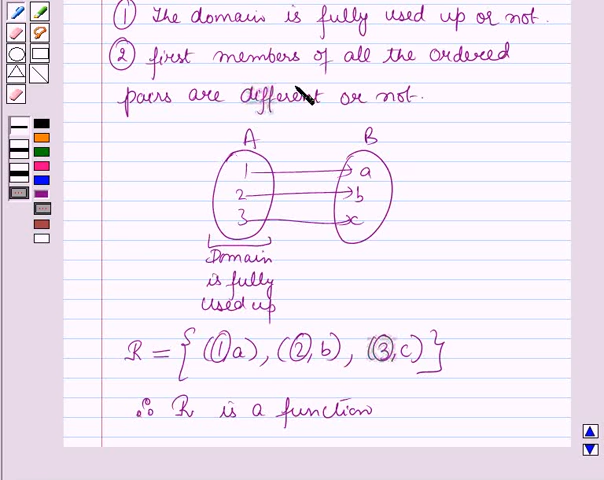 ① The domain is fully used up or not.
② first members of all the ordered
pairs are different or not.
A B
1 a
2 b
3 c
Domain
is fully
used up
R = { (1,a), (2,b), (3,c) }
∴ R is a function